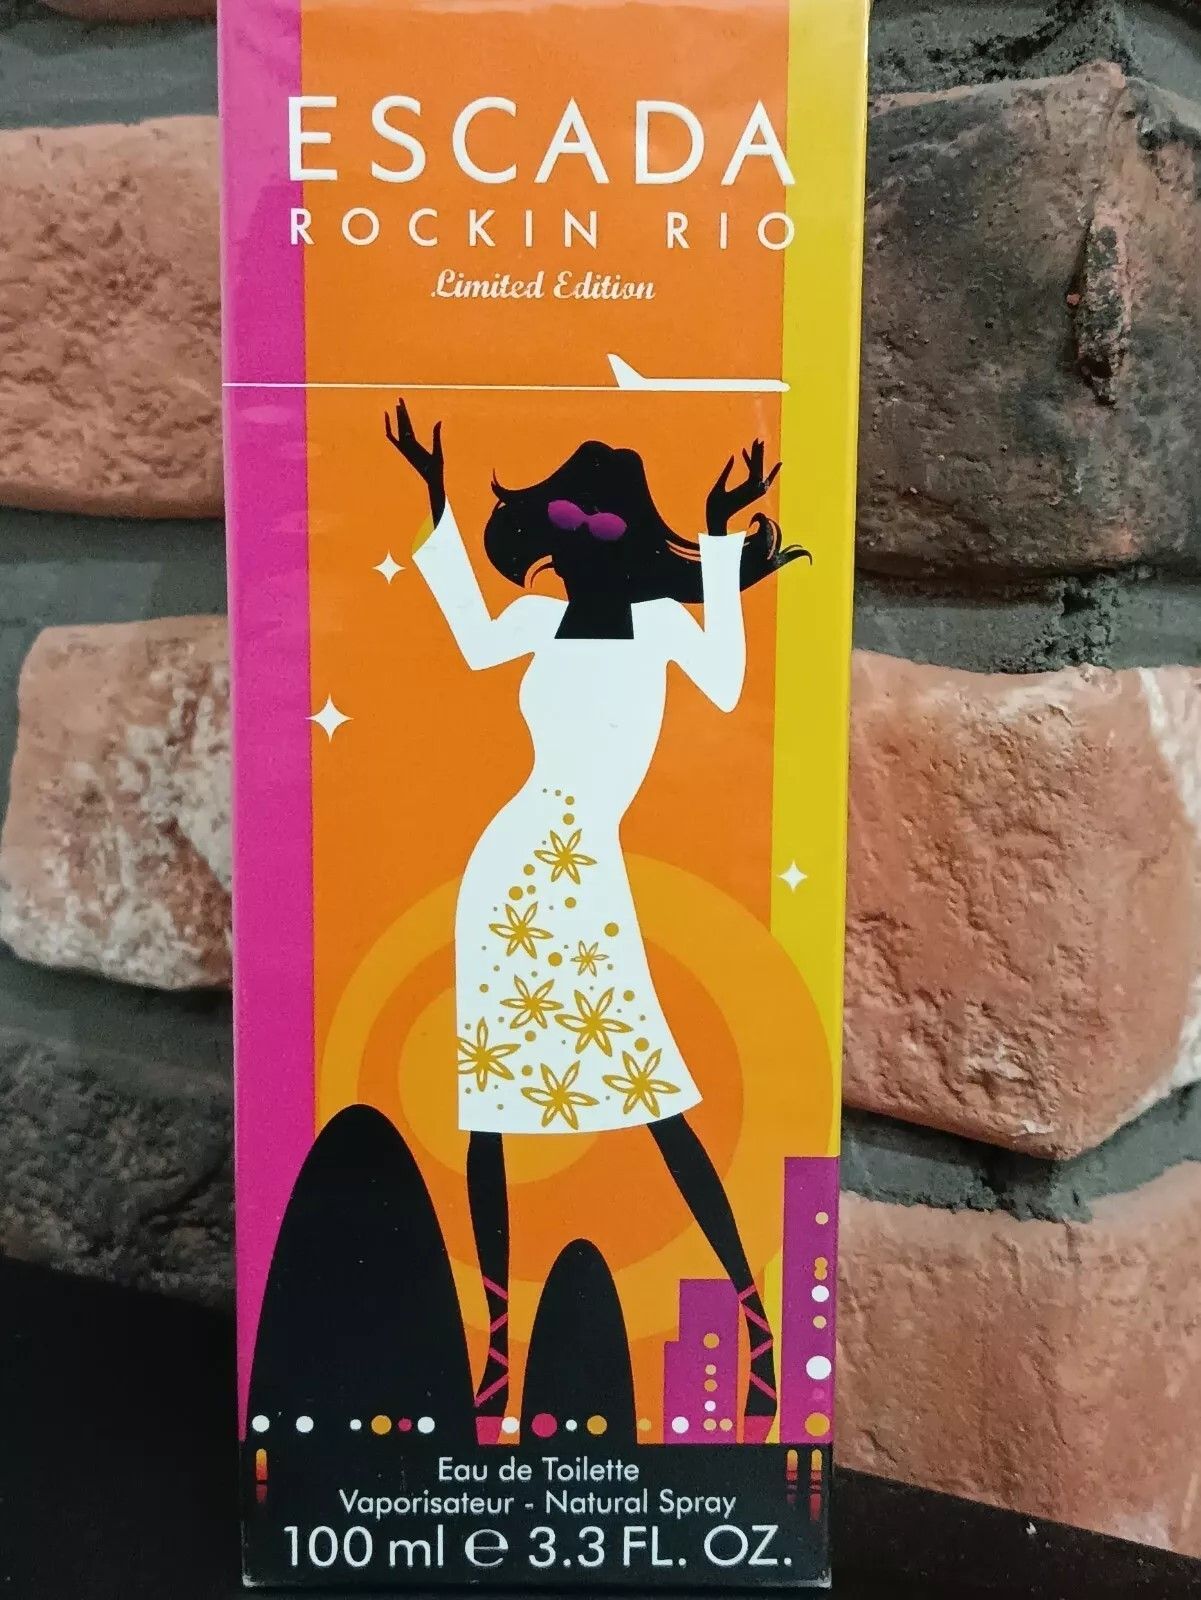 ESCADA
ROCKIN RIO
Limited Edition
Eau de Toilette
Vaporisateur - Natural Spray
100 ml ℮ 3.3 FL. OZ.